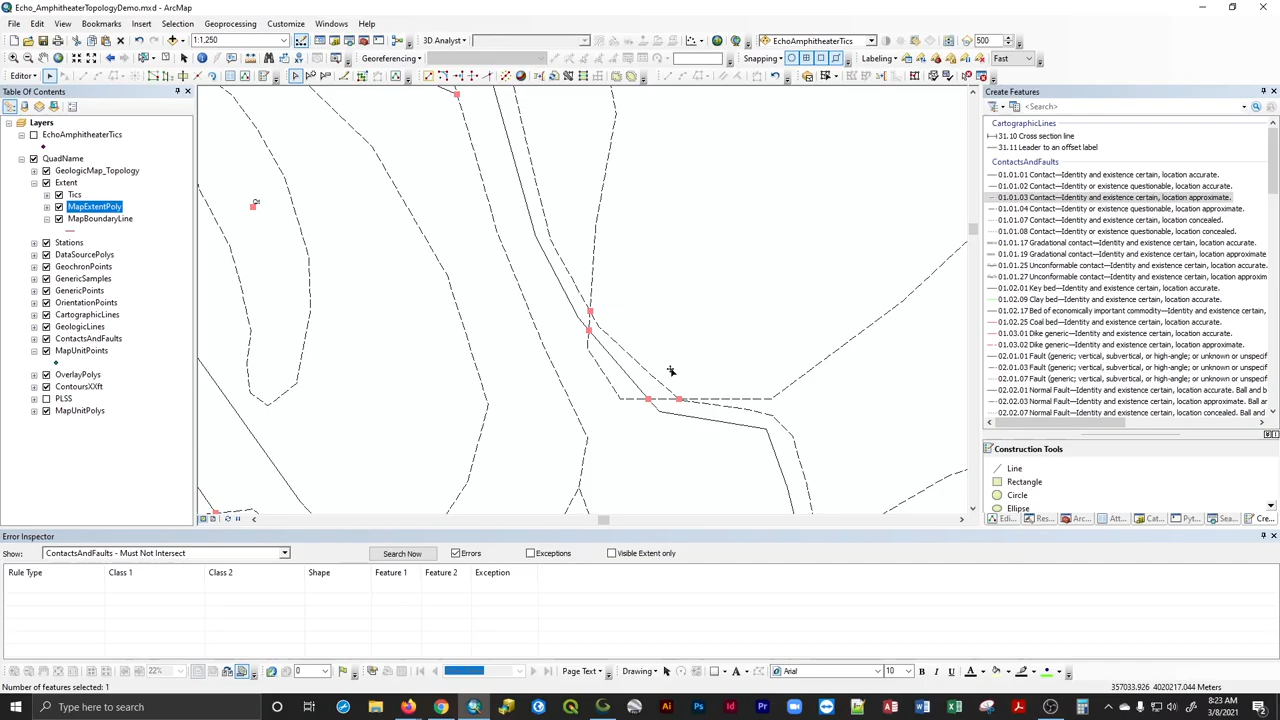 Echo_AmphitheaterTopologyDemo.mxd - ArcMap
File Edit View Bookmarks Insert Selection Geoprocessing Customize Windows Help
1:1,250
3D Analyst
EchoAmphitheaterTics
500
Georeferencing
Snapping
Labeling
Fast
Editor
Table Of Contents
Layers
EchoAmphitheaterTics
QuadName
GeologicMap_Topology
Extent
Tics
MapExtentPoly
MapBoundaryLine
Stations
DataSourcePolys
GeochronPoints
GenericSamples
GenericPoints
OrientationPoints
CartographicLines
GeologicLines
ContactsAndFaults
MapUnitPoints
OverlayPolys
ContoursXXft
PLSS
MapUnitPolys
Create Features
<Search>
CartographicLines
31.10 Cross section line
31.11 Leader to an offset label
ContactsAndFaults
01.01.01 Contact—Identity and existence certain, location accurate.
01.01.02 Contact—Identity or existence questionable, location accurate.
01.01.03 Contact—Identity and existence certain, location approximate.
01.01.04 Contact—Identity or existence questionable, location approximate.
01.01.07 Contact—Identity and existence certain, location concealed.
01.01.08 Contact—Identity or existence questionable, location concealed.
01.01.17 Gradational contact—Identity and existence certain, location accurate.
01.01.19 Gradational contact—Identity and existence certain, location approximate
01.01.25 Unconformable contact—Identity and existence certain, location accurate.
01.01.27 Unconformable contact—Identity and existence certain, location
01.02.01 Key bed—Identity and existence certain, location accurate.
01.02.09 Clay bed—Identity and existence certain, location accurate.
01.02.17 Bed of economically important commodity—Identity and existence certain, l
01.02.25 Coal bed—Identity and existence certain, location accurate.
01.03.01 Dike generic—Identity and existence certain, location accurate.
01.03.02 Dike generic—Identity and existence certain, location approximate.
02.01.01 Fault (generic; vertical, subvertical, or high-angle; or unknown or unspecif
02.01.03 Fault (generic; vertical, subvertical, or high-angle; or unknown or unspecif
02.01.07 Fault (generic; vertical, subvertical, or high-angle; or unknown or unspecif
02.02.01 Normal Fault—Identity and existence certain, location accurate. Ball and b
02.02.03 Normal Fault—Identity and existence certain, location approximate. Ball an
02.02.07 Normal Fault—Identity and existence certain, location concealed. Ball and
Construction Tools
Line
Rectangle
Circle
Ellipse
Edi... Res... Arc... Att... Cat... Pyt... Sea... Cre...
Error Inspector
Show: ContactsAndFaults - Must Not Intersect
Search Now
Errors
Exceptions
Visible Extent only
Rule Type Class 1 Class 2 Shape Feature 1 Feature 2 Exception
22%
0
Page Text
Drawing
Arial
10
B I U A
Number of features selected: 1
357033.926 4020217.044 Meters
Type here to search
8:23 AM
3/8/2021